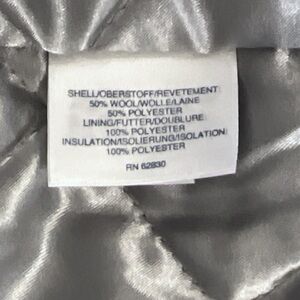 SHELL/OBERSTOFF/REVETEMENT:
50% WOOL/WOLLE/LAINE
50% POLYESTER
LINING/FUTTER/DOUBLURE:
100% POLYESTER
INSULATION/ISOLIERUNG/ISOLATION:
100% POLYESTER
RN 62830